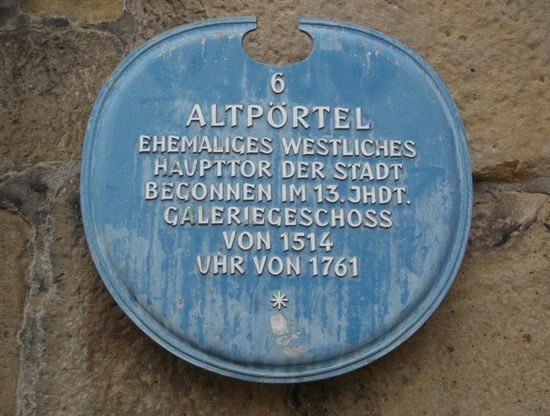 6
ALTPÖRTEL
EHEMALIGES WESTLICHES
HAUPTTOR DER STADT
BEGONNEN IM 13. JHDT.
GALERIEGESCHOSS
VON 1514
UHR VON 1761
*